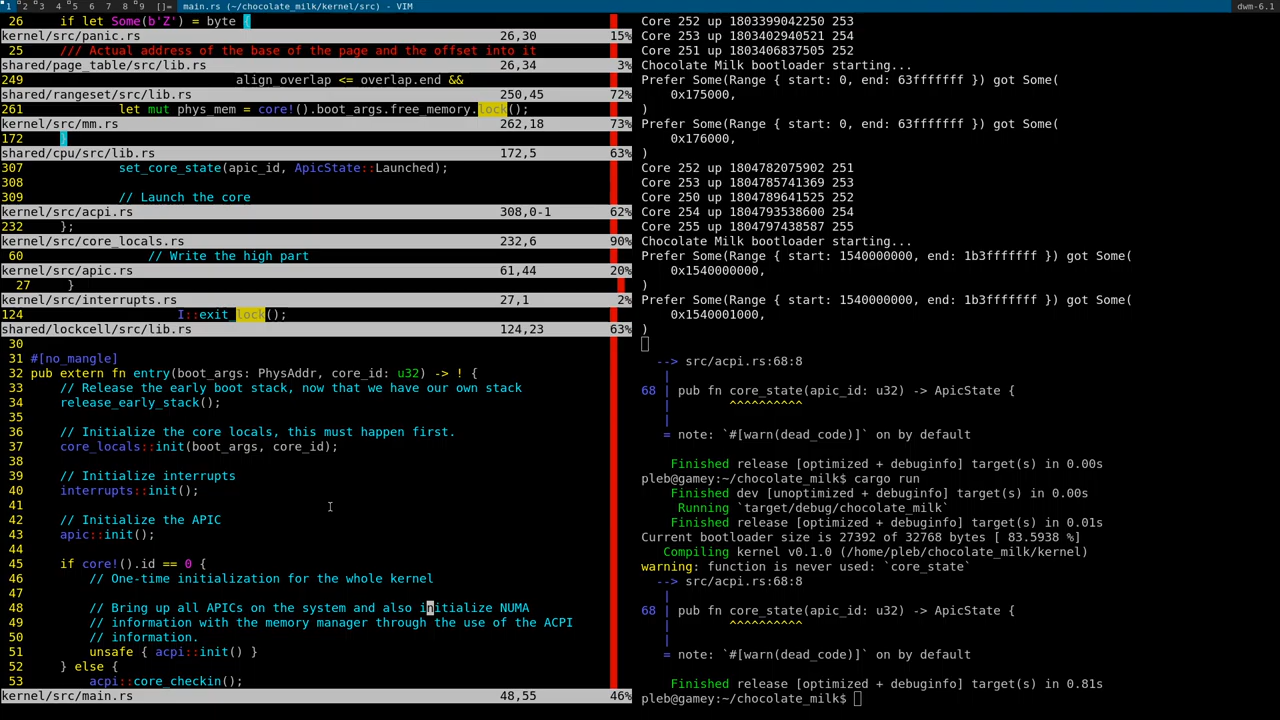 1 2 3 4 5 6 7 8 9 []= main.rs (~/chocolate_milk/kernel/src) - VIM dwm-6.1
26 if let Some(b'Z') = byte {
kernel/src/panic.rs 26,30 15%
25 /// Actual address of the base of the page and the offset into it
shared/page_table/src/lib.rs 26,34 3%
249 align_overlap <= overlap.end &&
shared/rangeset/src/lib.rs 250,45 72%
261 let mut phys_mem = core!().boot_args.free_memory.lock();
kernel/src/mm.rs 262,18 73%
172 }
shared/cpu/src/lib.rs 172,5 63%
307 set_core_state(apic_id, ApicState::Launched);
308
309 // Launch the core
kernel/src/acpi.rs 308,0-1 62%
232 };
kernel/src/core_locals.rs 232,6 90%
60 // Write the high part
kernel/src/apic.rs 61,44 20%
27 }
kernel/src/interrupts.rs 27,1 2%
124 I::exit_lock();
shared/lockcell/src/lib.rs 124,23 63%
30
31 #[no_mangle]
32 pub extern fn entry(boot_args: PhysAddr, core_id: u32) -> ! {
33 // Release the early boot stack, now that we have our own stack
34 release_early_stack();
35
36 // Initialize the core locals, this must happen first.
37 core_locals::init(boot_args, core_id);
38
39 // Initialize interrupts
40 interrupts::init();
41
42 // Initialize the APIC
43 apic::init();
44
45 if core!().id == 0 {
46 // One-time initialization for the whole kernel
47
48 // Bring up all APICs on the system and also initialize NUMA
49 // information with the memory manager through the use of the ACPI
50 // information.
51 unsafe { acpi::init() }
52 } else {
53 acpi::core_checkin();
kernel/src/main.rs 48,55 46%
Core 252 up 1803399042250 253
Core 253 up 1803402940521 254
Core 251 up 1803406837505 252
Chocolate Milk bootloader starting...
Prefer Some(Range { start: 0, end: 63fffffff }) got Some(
0x175000,
)
Prefer Some(Range { start: 0, end: 63fffffff }) got Some(
0x176000,
)
Core 252 up 1804782075902 251
Core 253 up 1804785741369 253
Core 250 up 1804789641525 252
Core 254 up 1804793538600 254
Core 255 up 1804797438587 255
Chocolate Milk bootloader starting...
Prefer Some(Range { start: 1540000000, end: 1b3fffffff }) got Some(
0x1540000000,
)
Prefer Some(Range { start: 1540000000, end: 1b3fffffff }) got Some(
0x1540001000,
)
--> src/acpi.rs:68:8
|
68 | pub fn core_state(apic_id: u32) -> ApicState {
| ^^^^^^^^^^
|
= note: `#[warn(dead_code)]` on by default
Finished release [optimized + debuginfo] target(s) in 0.00s
pleb@gamey:~/chocolate_milk$ cargo run
Finished dev [unoptimized + debuginfo] target(s) in 0.00s
Running `target/debug/chocolate_milk`
Finished release [optimized + debuginfo] target(s) in 0.01s
Current bootloader size is 27392 of 32768 bytes [ 83.5938 %]
Compiling kernel v0.1.0 (/home/pleb/chocolate_milk/kernel)
warning: function is never used: `core_state`
--> src/acpi.rs:68:8
|
68 | pub fn core_state(apic_id: u32) -> ApicState {
| ^^^^^^^^^^
|
= note: `#[warn(dead_code)]` on by default
Finished release [optimized + debuginfo] target(s) in 0.81s
pleb@gamey:~/chocolate_milk$